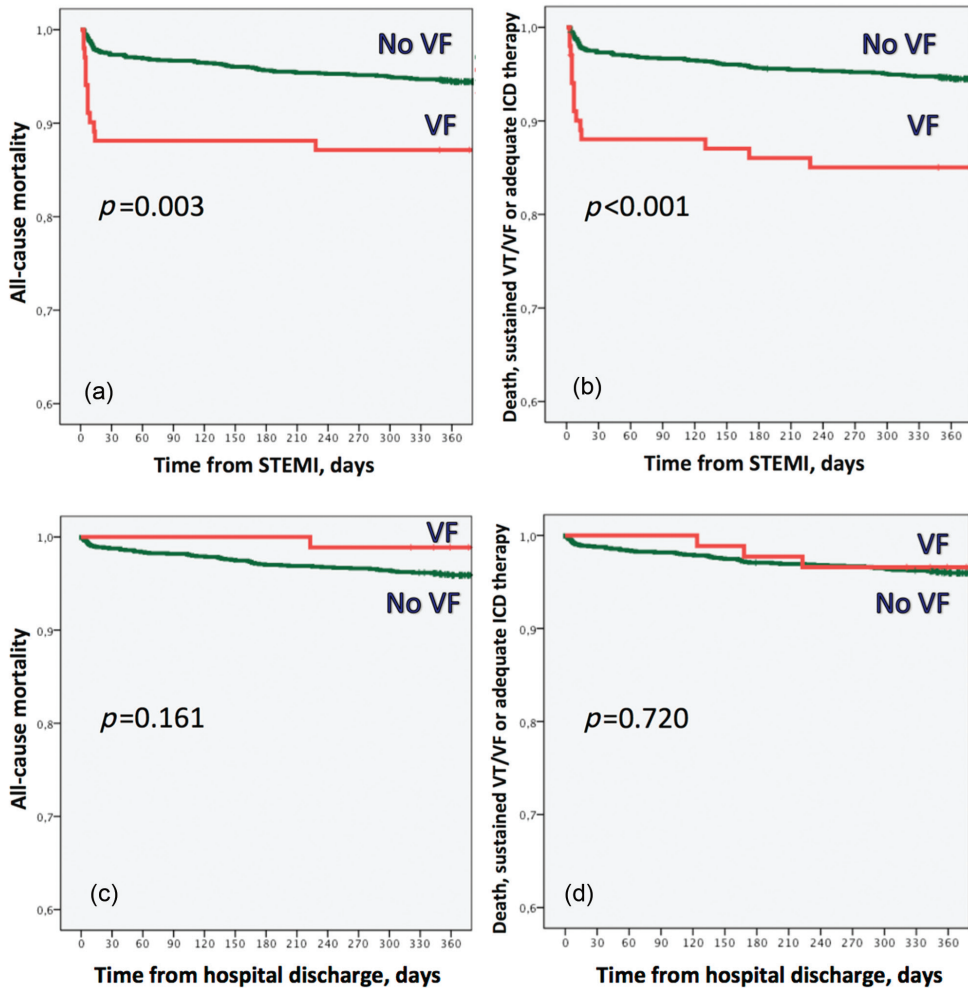 1,0
0,9
0,8
0,7
0,6
All-cause mortality
No VF
VF
p=0.003
(a)
0 30 60 90 120 150 180 210 240 270 300 330 360
Time from STEMI, days
1,0
0,9
0,8
0,7
0,6
Death, sustained VT/VF or adequate ICD therapy
No VF
VF
p<0.001
(b)
0 30 60 90 120 150 180 210 240 270 300 330 360
Time from STEMI, days
1,0
0,9
0,8
0,7
0,6
All-cause mortality
VF
No VF
p=0.161
(c)
0 30 60 90 120 150 180 210 240 270 300 330 360
Time from hospital discharge, days
1,0
0,9
0,8
0,7
0,6
Death, sustained VT/VF or adequate ICD therapy
VF
No VF
p=0.720
(d)
0 30 60 90 120 150 180 210 240 270 300 330 360
Time from hospital discharge, days